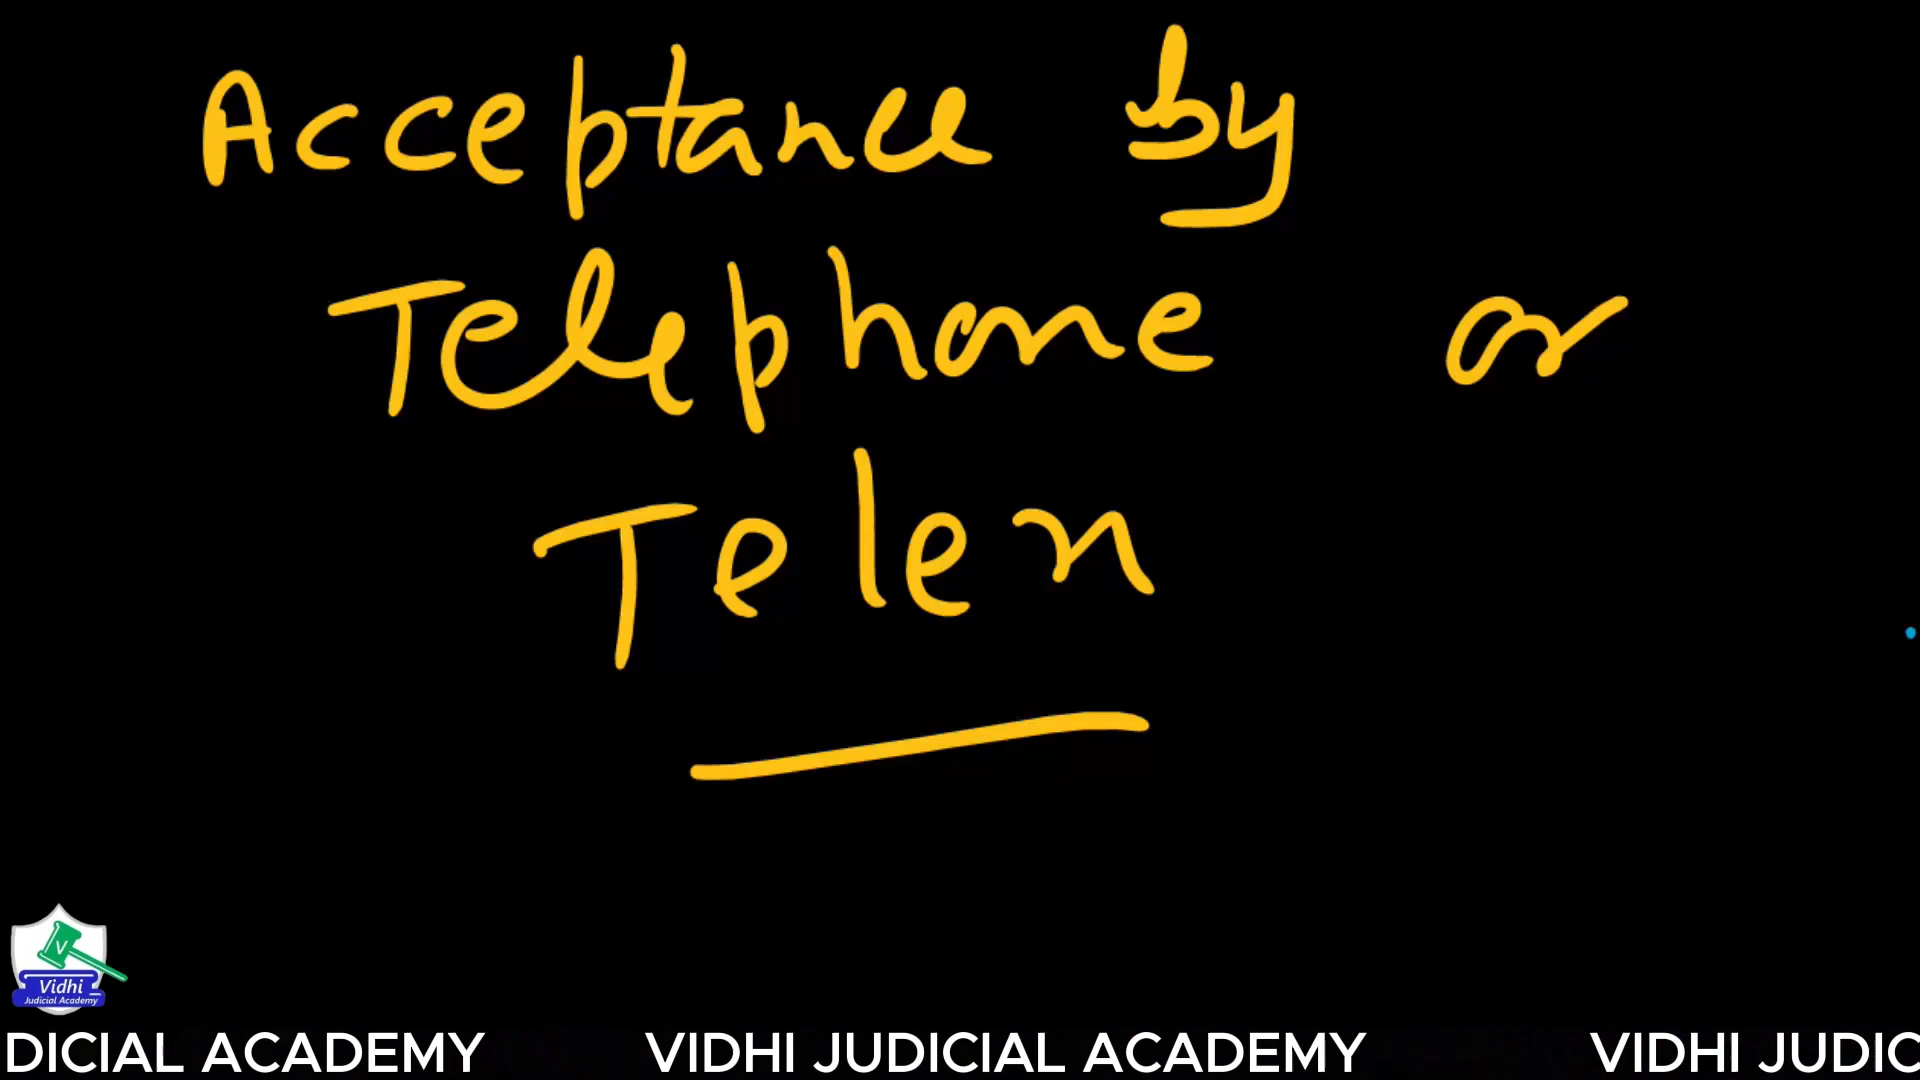 Acceptance by
Telephone or
Telex
V
Vidhi
Judicial Academy
DICIAL ACADEMY VIDHI JUDICIAL ACADEMY VIDHI JUDIC